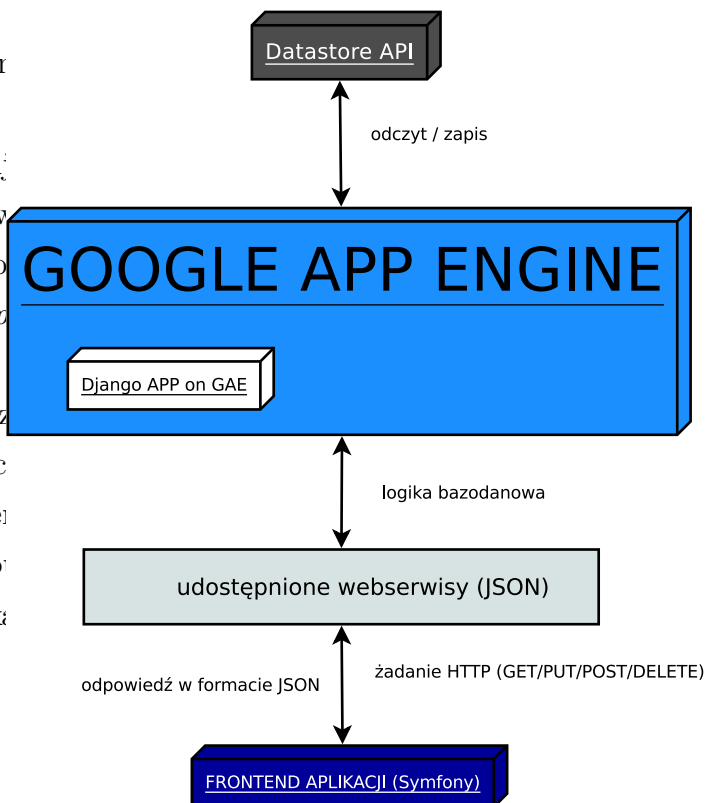 Datastore API
odczyt / zapis
GOOGLE APP ENGINE
Django APP on GAE
logika bazodanowa
udostępnione webserwisy (JSON)
odpowiedź w formacie JSON
żadanie HTTP (GET/PUT/POST/DELETE)
FRONTEND APLIKACJI (Symfony)